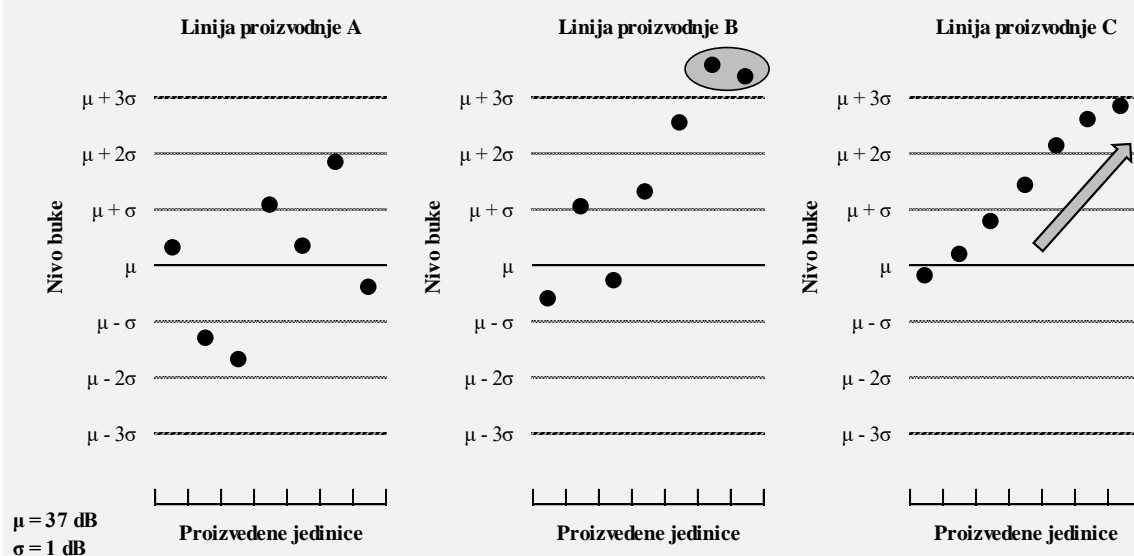 Linija proizvodnje A
Nivo buke
μ + 3σ
μ + 2σ
μ + σ
μ
μ - σ
μ - 2σ
μ - 3σ
Proizvedene jedinice
Linija proizvodnje B
Nivo buke
μ + 3σ
μ + 2σ
μ + σ
μ
μ - σ
μ - 2σ
μ - 3σ
Proizvedene jedinice
Linija proizvodnje C
Nivo buke
μ + 3σ
μ + 2σ
μ + σ
μ
μ - σ
μ - 2σ
μ - 3σ
Proizvedene jedinice
μ = 37 dB
σ = 1 dB